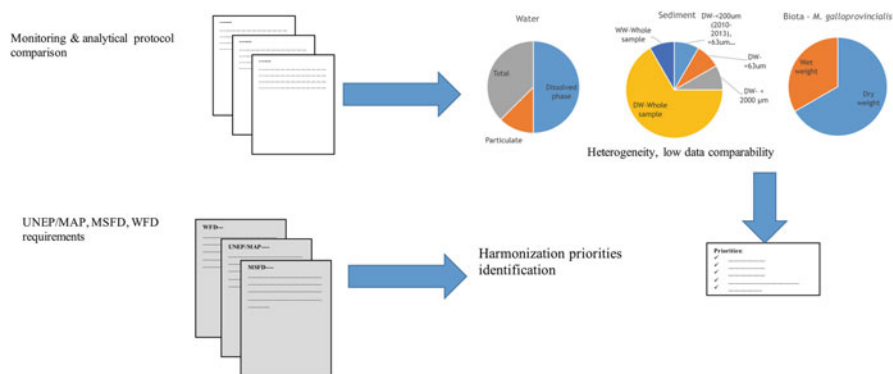 Monitoring & analytical protocol
comparison
Water
Total
Dissolved
phase
Particulate
Sediment
WW-Whole
sample
DW-<200um
(2010-
2013),
<63um...
DW-
<63um
DW- <
2000 µm
DW-Whole
sample
Biota - M. galloprovincialis
Wet
weight
Dry
weight
Heterogeneity, low data comparability
UNEP/MAP, MSFD, WFD
requirements
WFD---
UNEP/MAP----
MSFD----
Harmonization priorities
identification
Priorities: